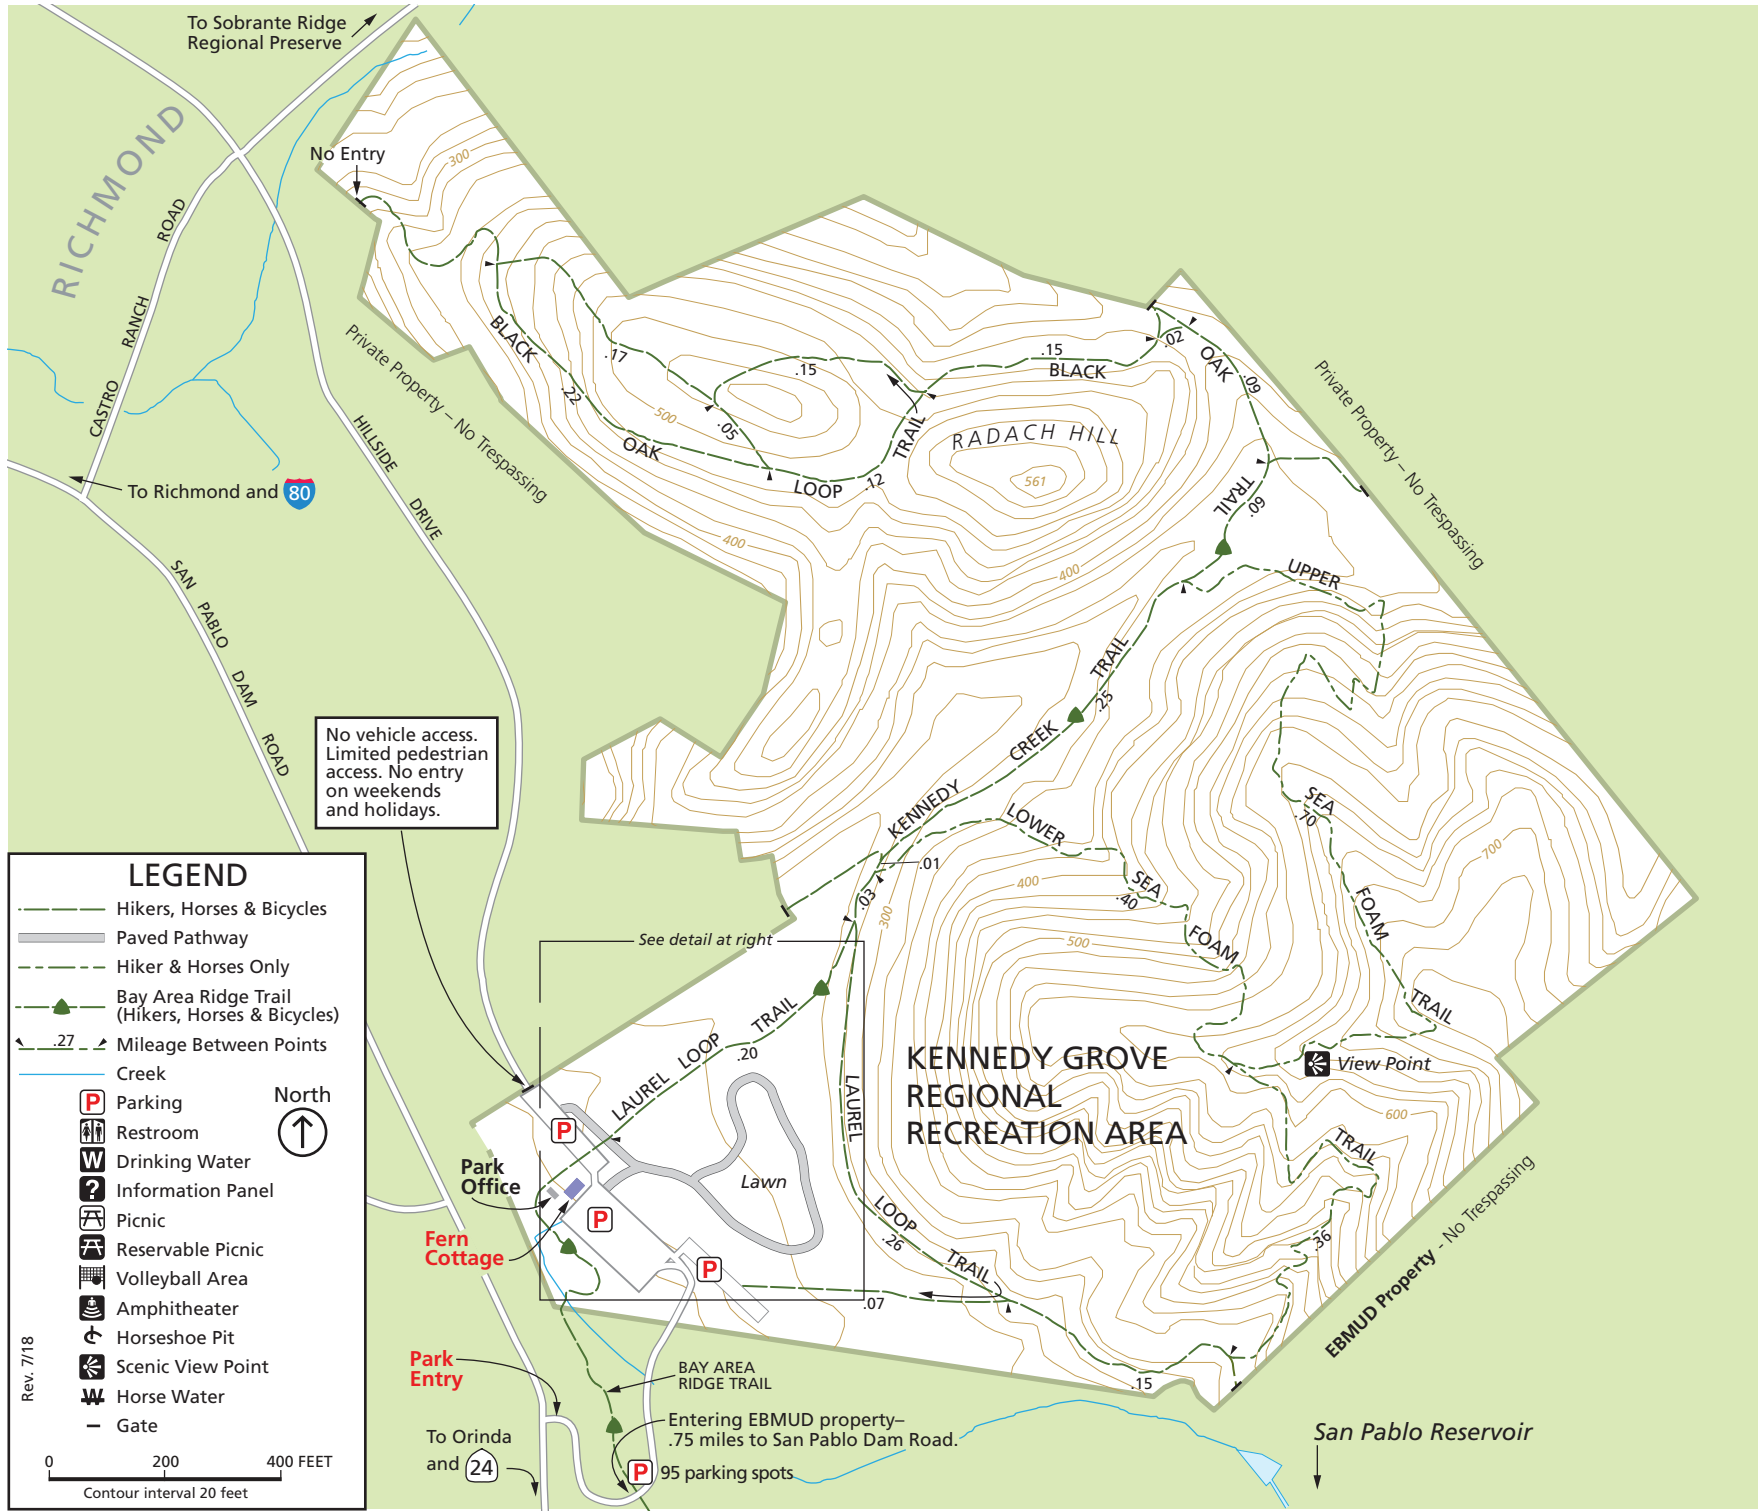 To Sobrante Ridge
Regional Preserve
RICHMOND
No Entry
300
CASTRO RANCH ROAD
Private Property – No Trespassing
HILLSIDE DRIVE
To Richmond and 80
SAN PABLO DAM ROAD
BLACK OAK LOOP TRAIL
.17
.22
.15
.05
.12
500
400
.15
BLACK OAK TRAIL
.02
.09
.09
RADACH HILL
561
400
Private Property – No Trespassing
UPPER SEA FOAM TRAIL
.70
700
KENNEDY CREEK TRAIL
.25
LOWER SEA FOAM TRAIL
.40
.01
.03
300
400
500
600
View Point
.36
No vehicle access.
Limited pedestrian
access. No entry
on weekends
and holidays.
See detail at right
LAUREL LOOP TRAIL
.20
LAUREL LOOP TRAIL
.26
.07
.15
KENNEDY GROVE
REGIONAL
RECREATION AREA
Lawn
P
P
P
Park
Office
Fern
Cottage
Park
Entry
BAY AREA
RIDGE TRAIL
Entering EBMUD property–
.75 miles to San Pablo Dam Road.
P 95 parking spots
To Orinda
and 24
EBMUD Property - No Trespassing
San Pablo Reservoir
LEGEND
Hikers, Horses & Bicycles
Paved Pathway
Hiker & Horses Only
Bay Area Ridge Trail
(Hikers, Horses & Bicycles)
.27 Mileage Between Points
Creek
North
P Parking
Restroom
W Drinking Water
? Information Panel
Picnic
Reservable Picnic
Volleyball Area
Amphitheater
Horseshoe Pit
Scenic View Point
W Horse Water
Gate
Rev. 7/18
0 200 400 FEET
Contour interval 20 feet